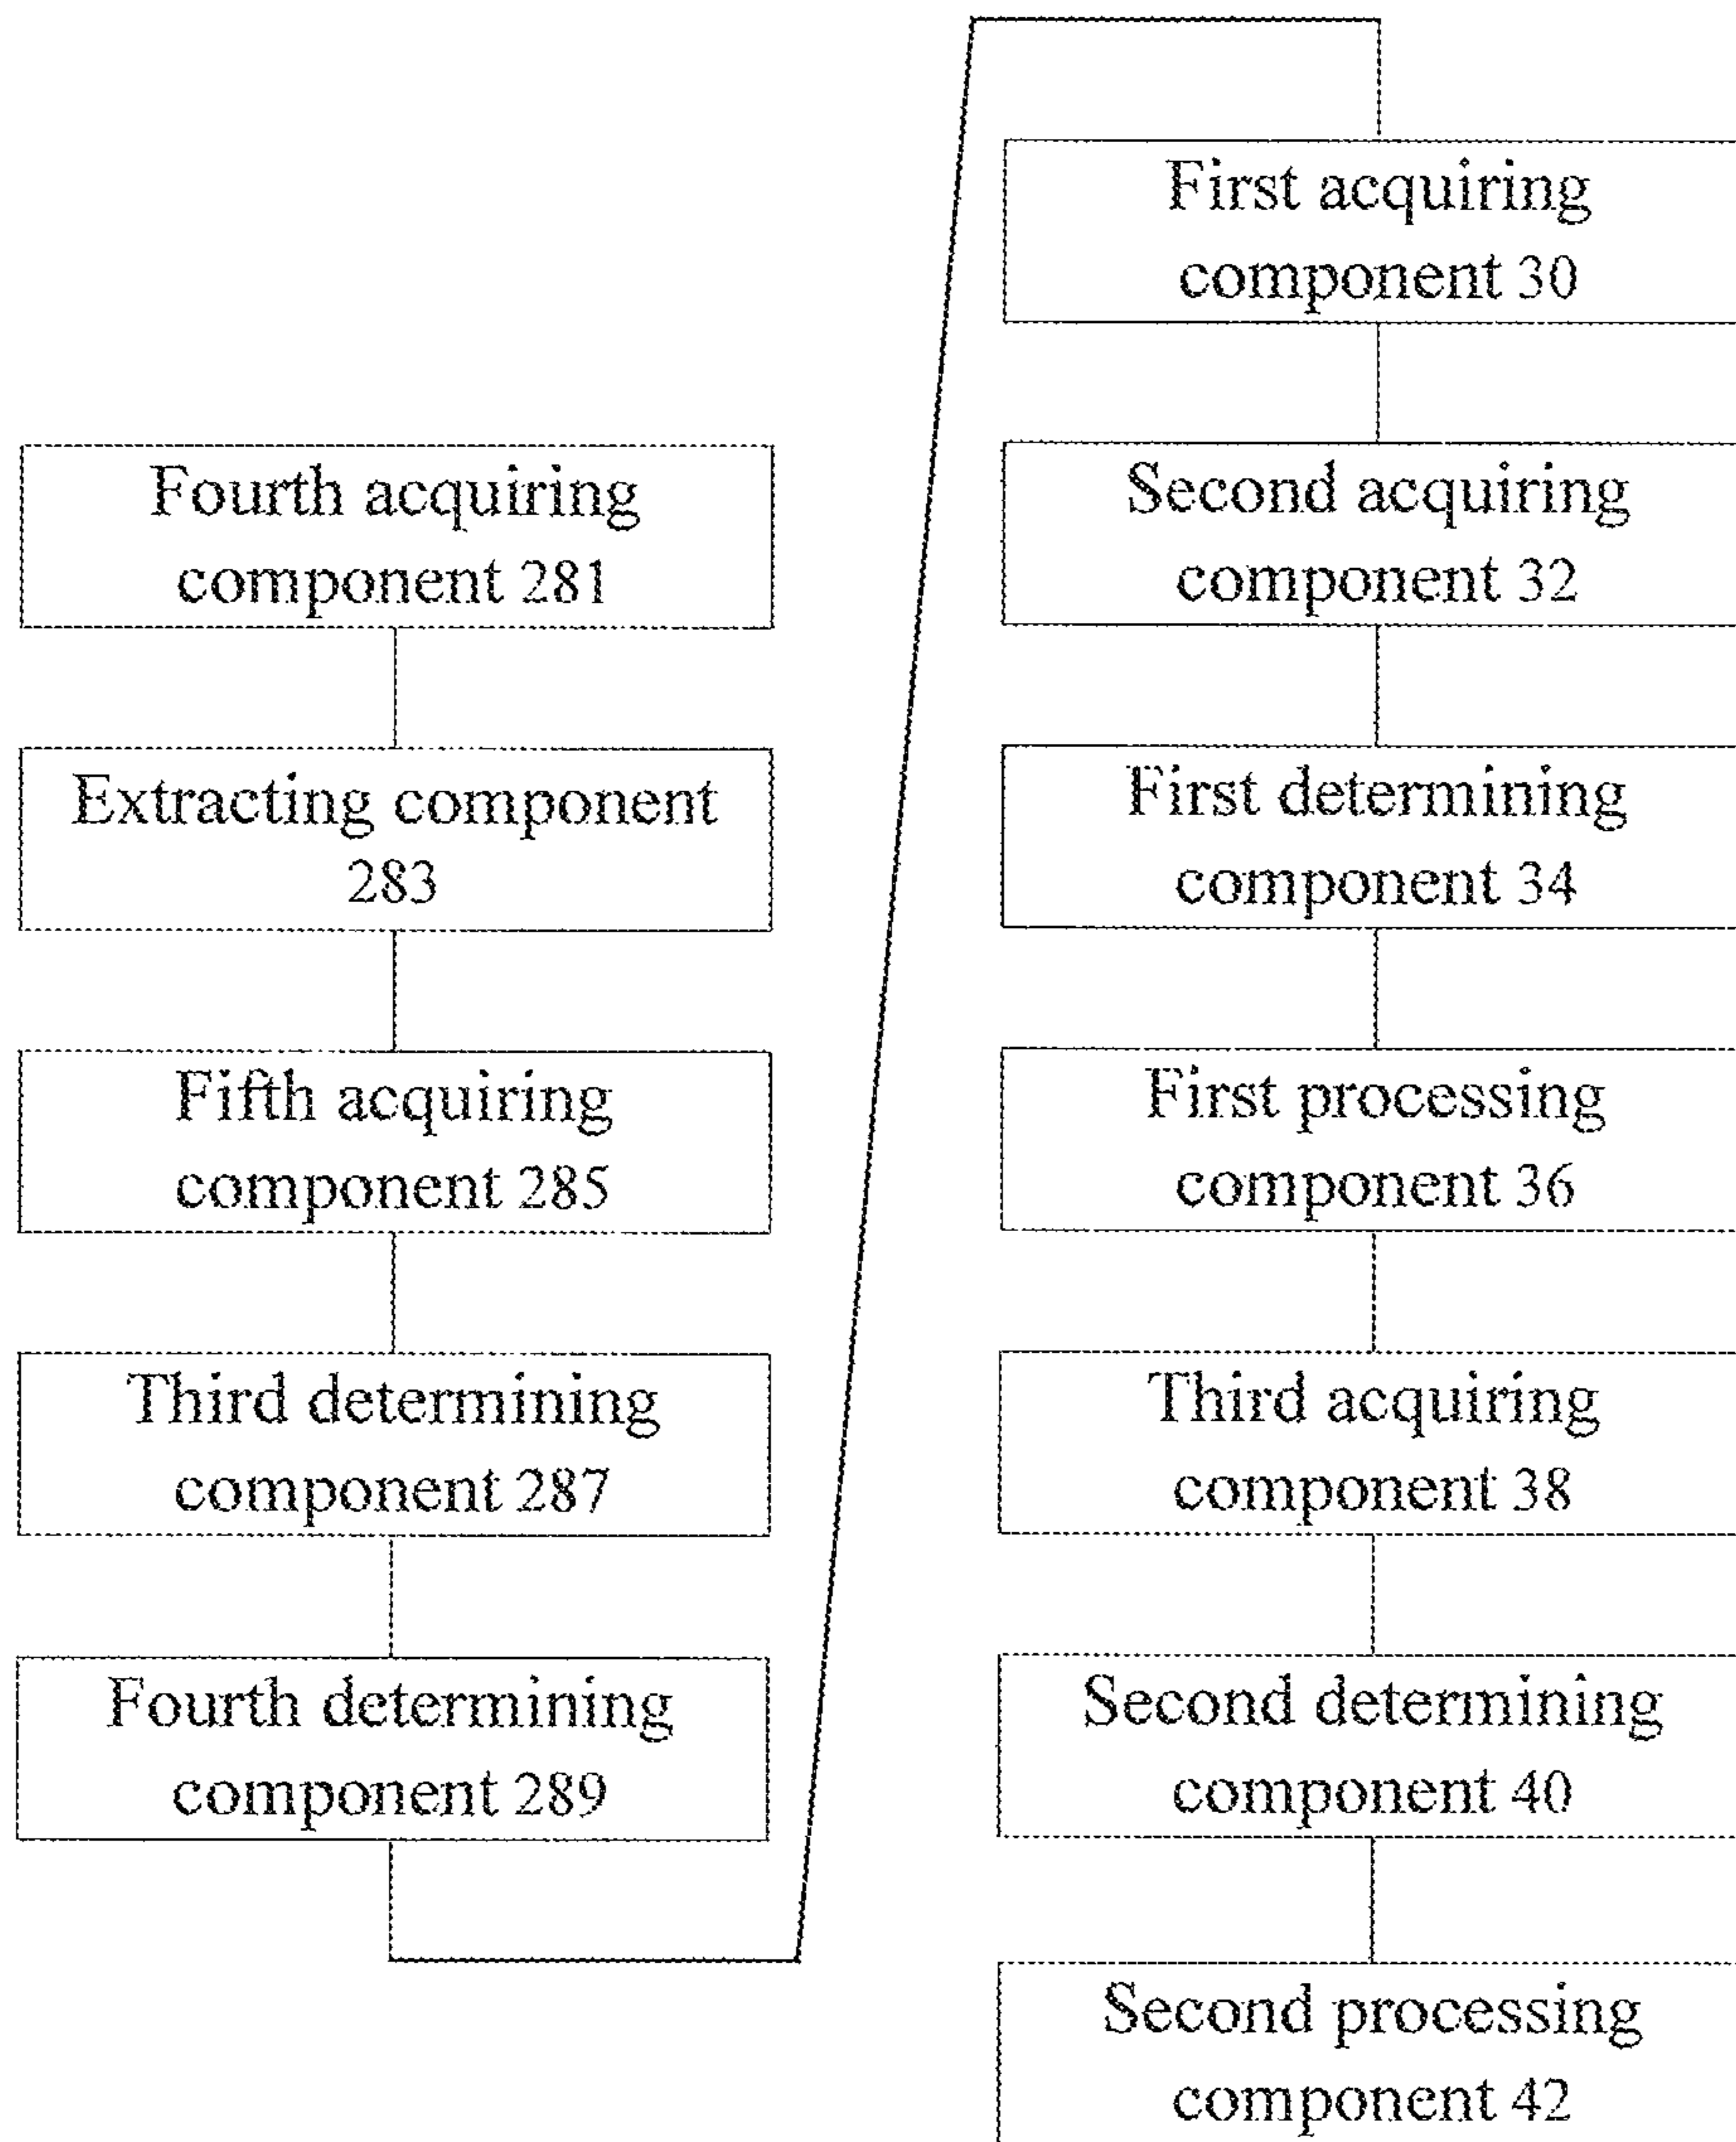 Fourth acquiring
component 281
Extracting component
283
Fifth acquiring
component 285
Third determining
component 287
Fourth determining
component 289
First acquiring
component 30
Second acquiring
component 32
First determining
component 34
First processing
component 36
Third acquiring
component 38
Second determining
component 40
Second processing
component 42